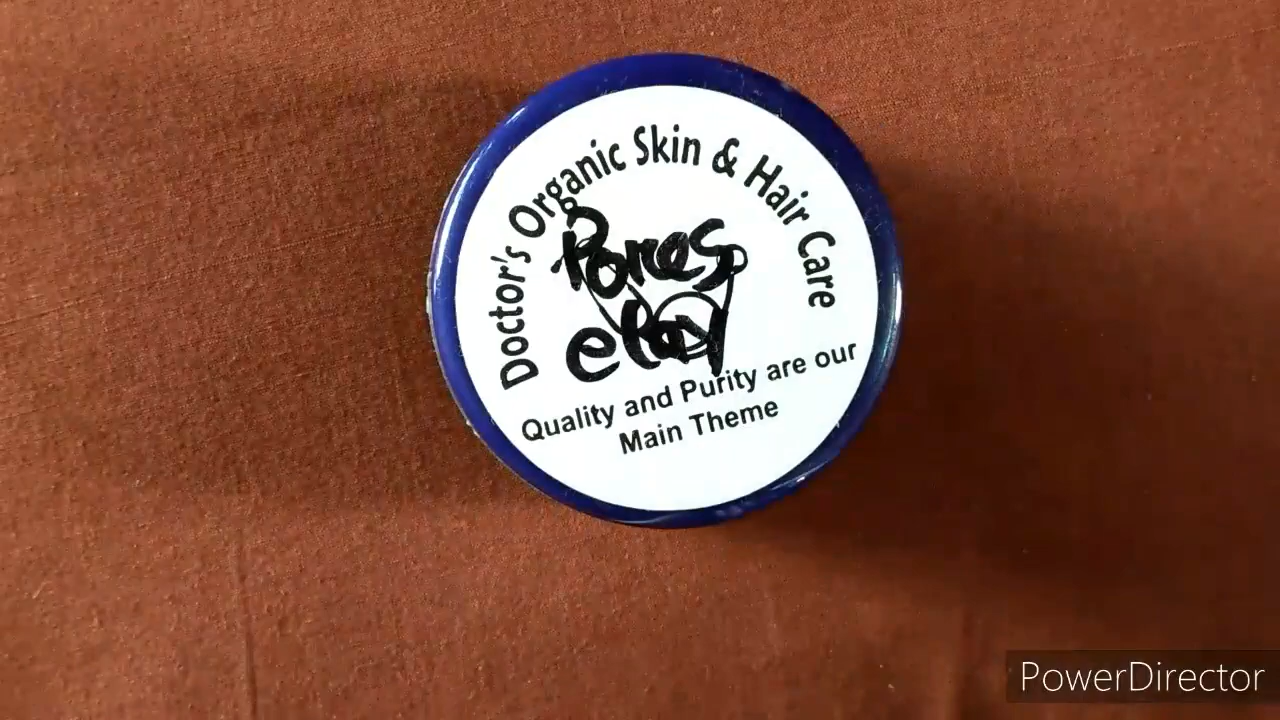 Doctor's Organic Skin & Hair Care
Pores
clay
Quality and Purity are our
Main Theme
PowerDirector